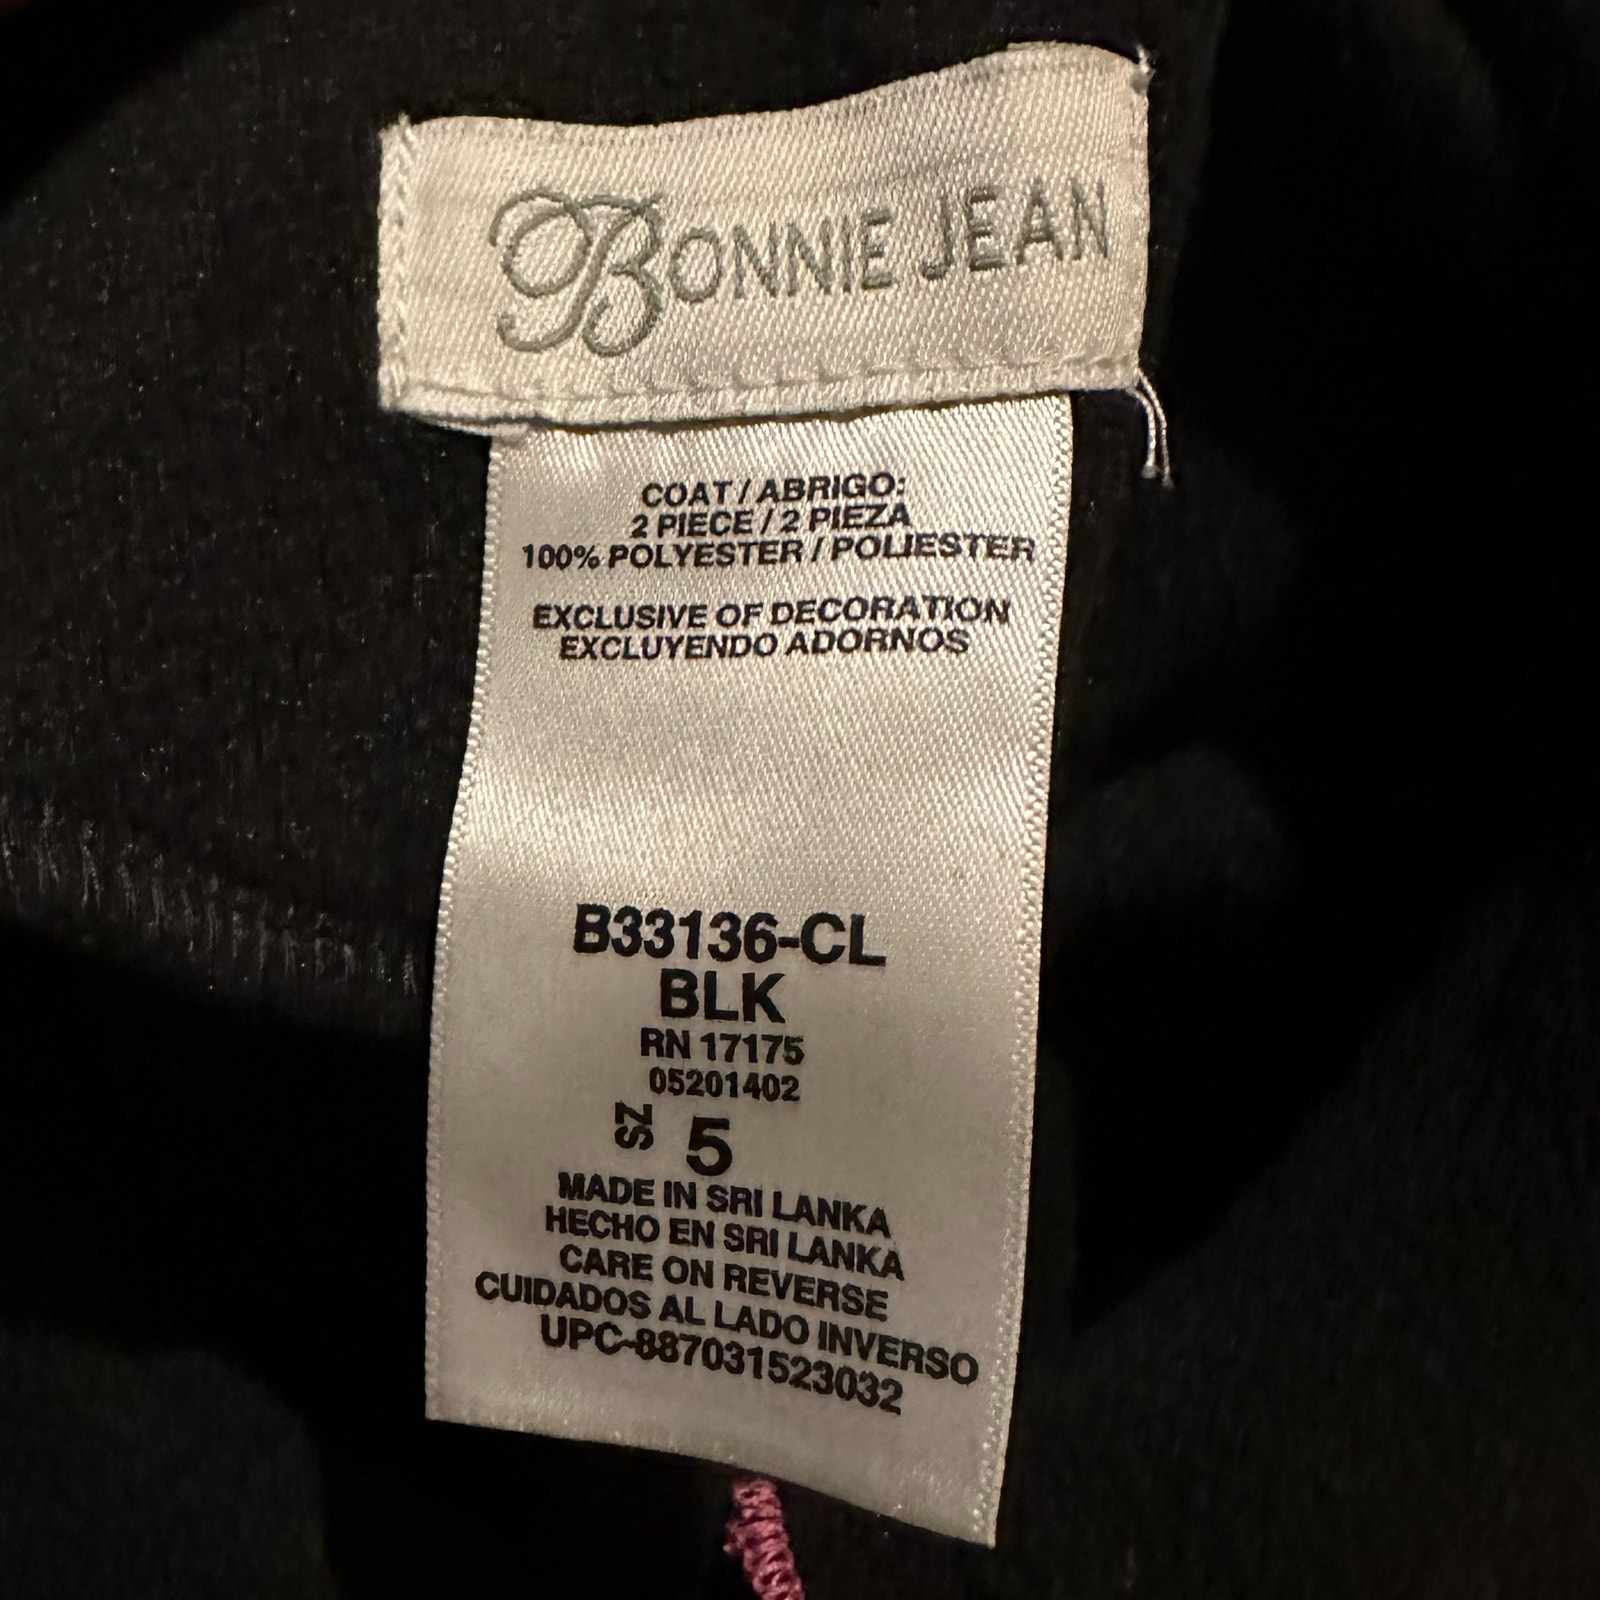 BONNIE JEAN
COAT / ABRIGO:
2 PIECE / 2 PIEZA
100% POLYESTER / POLIESTER
EXCLUSIVE OF DECORATION
EXCLUYENDO ADORNOS
B33136-CL
BLK
RN 17175
05201402
SZ 5
MADE IN SRI LANKA
HECHO EN SRI LANKA
CARE ON REVERSE
CUIDADOS AL LADO INVERSO
UPC-887031523032